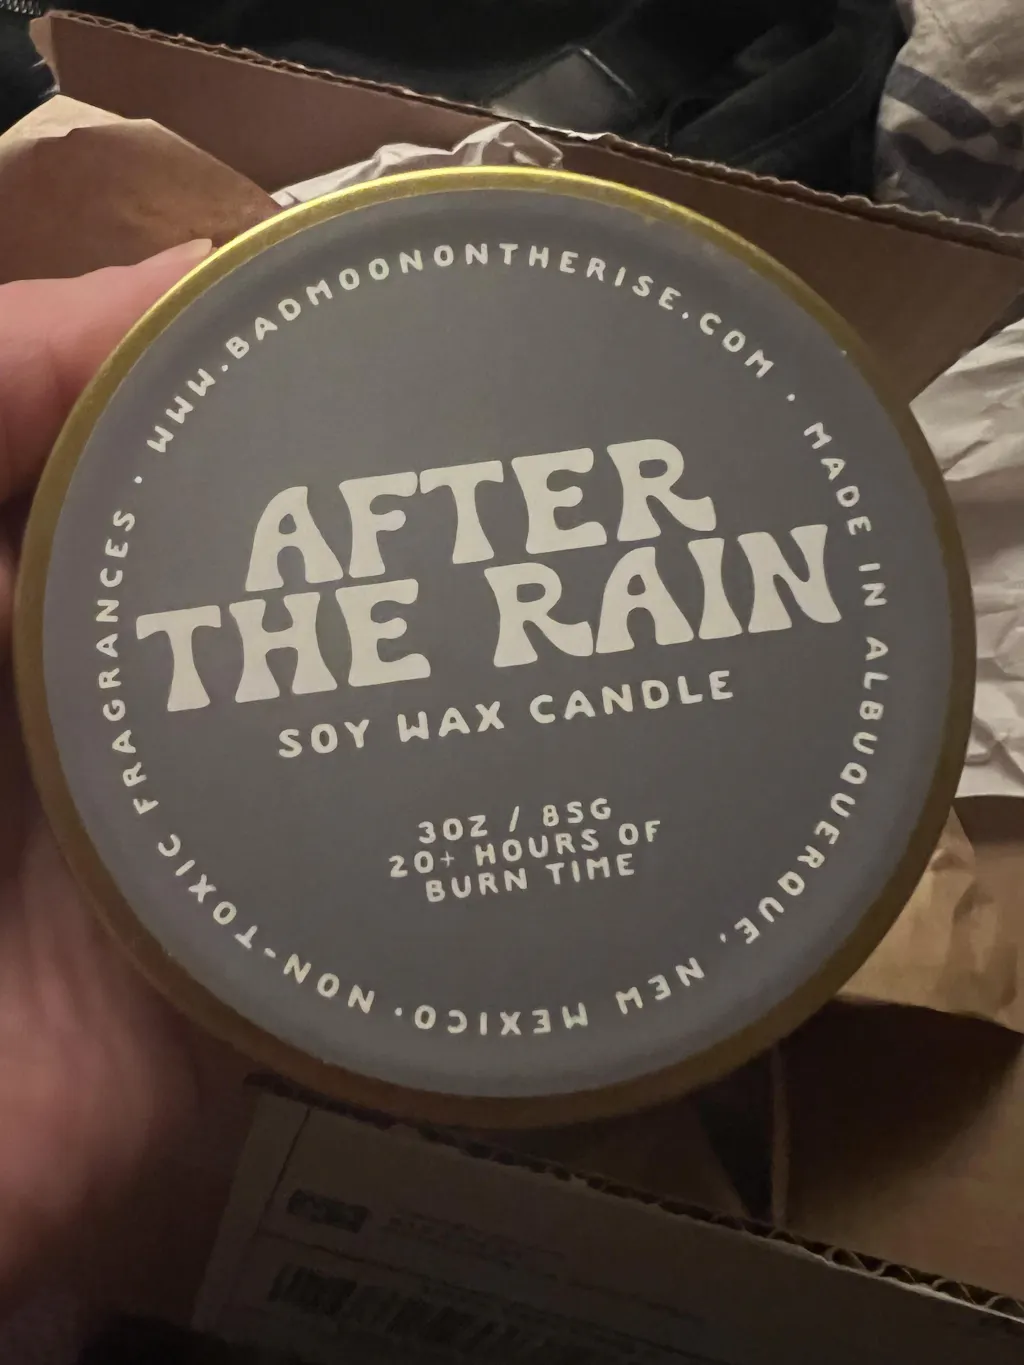 WWW.BADMOONONTHERISE.COM · MADE IN ALBUQUERQUE, NEW MEXICO · NON-TOXIC FRAGRANCES ·
AFTER
THE RAIN
SOY WAX CANDLE
3OZ / 85G
20+ HOURS OF
BURN TIME